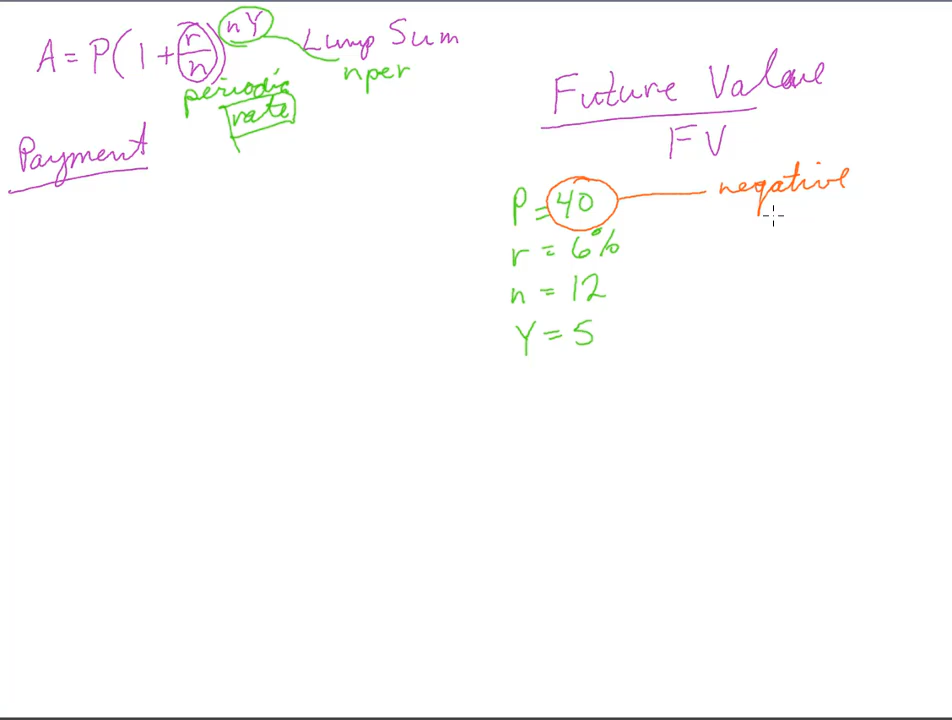 A = P(1 + r/n)^nY Lump Sum
nper
periodic
rate
Payment
Future Value
FV
P = 40 negative
r = 6%
n = 12
Y = 5